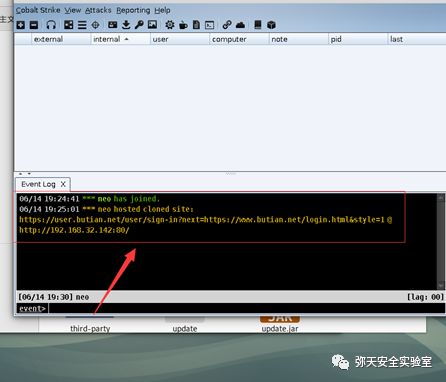 主文
Cobalt Strike View Attacks Reporting Help
external internal user computer note pid last
Event Log X
06/14 19:24:41 *** neo has joined.
06/14 19:25:01 *** neo hosted cloned site:
https://user.butian.net/user/sign-in?next=https://www.butian.net/login.html&style=1 @
http://192.168.32.142:80/
[06/14 19:30] neo [lag: 00]
event>
JAR
third-party update update.jar
弥天安全实验室